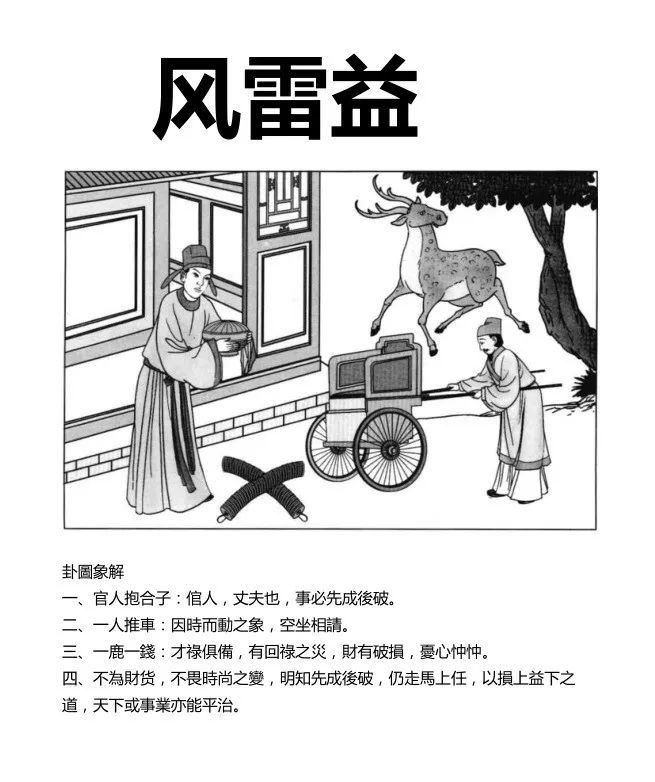 风雷益
卦圖象解
一、官人抱合子：倌人，丈夫也，事必先成後破。
二、一人推車：因時而動之象，空坐相請。
三、一鹿一錢：才祿俱備，有回祿之災，財有破損，憂心忡忡。
四、不為財货，不畏時尚之變，明知先成後破，仍走馬上任，以損上益下之
道，天下或事業亦能平治。